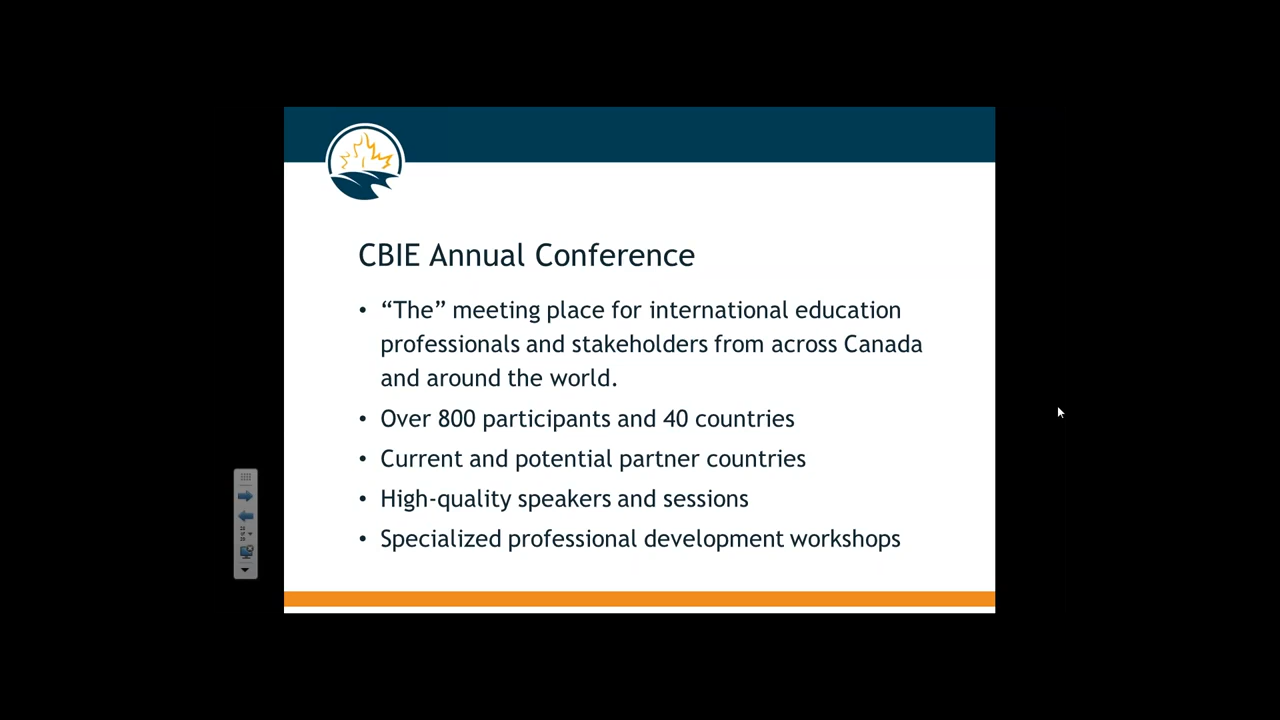 CBIE Annual Conference
• “The” meeting place for international education
professionals and stakeholders from across Canada
and around the world.
• Over 800 participants and 40 countries
• Current and potential partner countries
• High-quality speakers and sessions
• Specialized professional development workshops